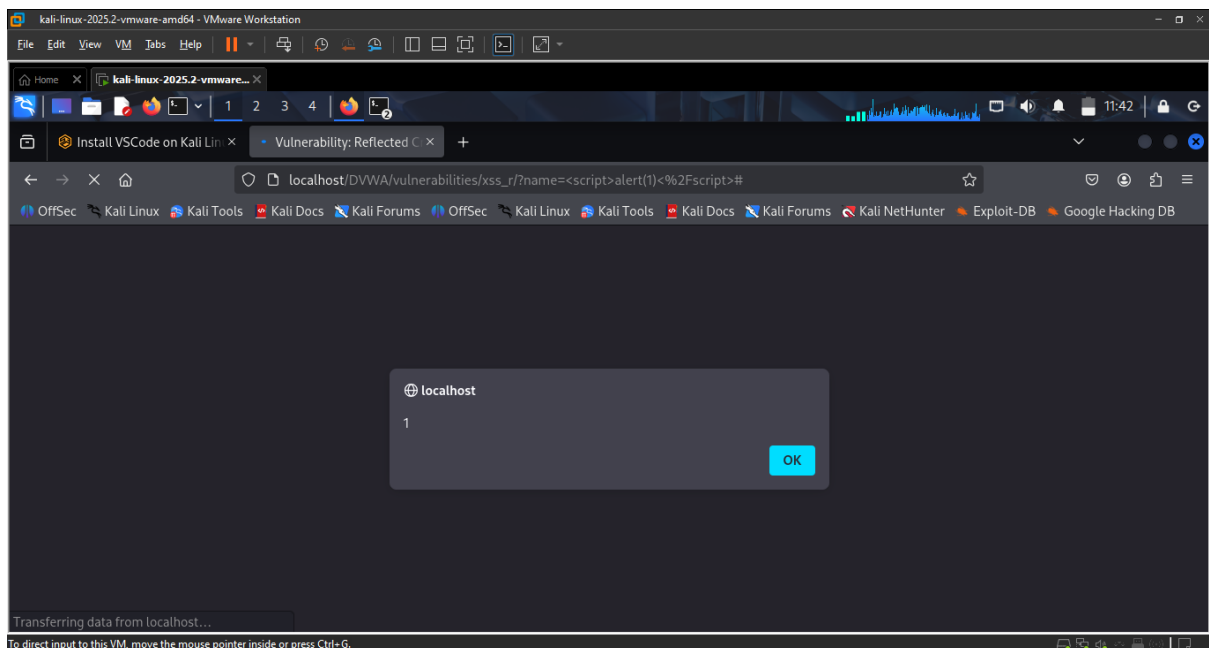 kali-linux-2025.2-vmware-amd64 - VMware Workstation
File Edit View VM Tabs Help
Home kali-linux-2025.2-vmware...
1 2 3 4 2 11:42
Install VSCode on Kali Lin Vulnerability: Reflected C
localhost/DVWA/vulnerabilities/xss_r/?name=<script>alert(1)<%2Fscript>#
OffSec Kali Linux Kali Tools Kali Docs Kali Forums OffSec Kali Linux Kali Tools Kali Docs Kali Forums Kali NetHunter Exploit-DB Google Hacking DB
localhost
1
OK
Transferring data from localhost...
To direct input to this VM, move the mouse pointer inside or press Ctrl+G.